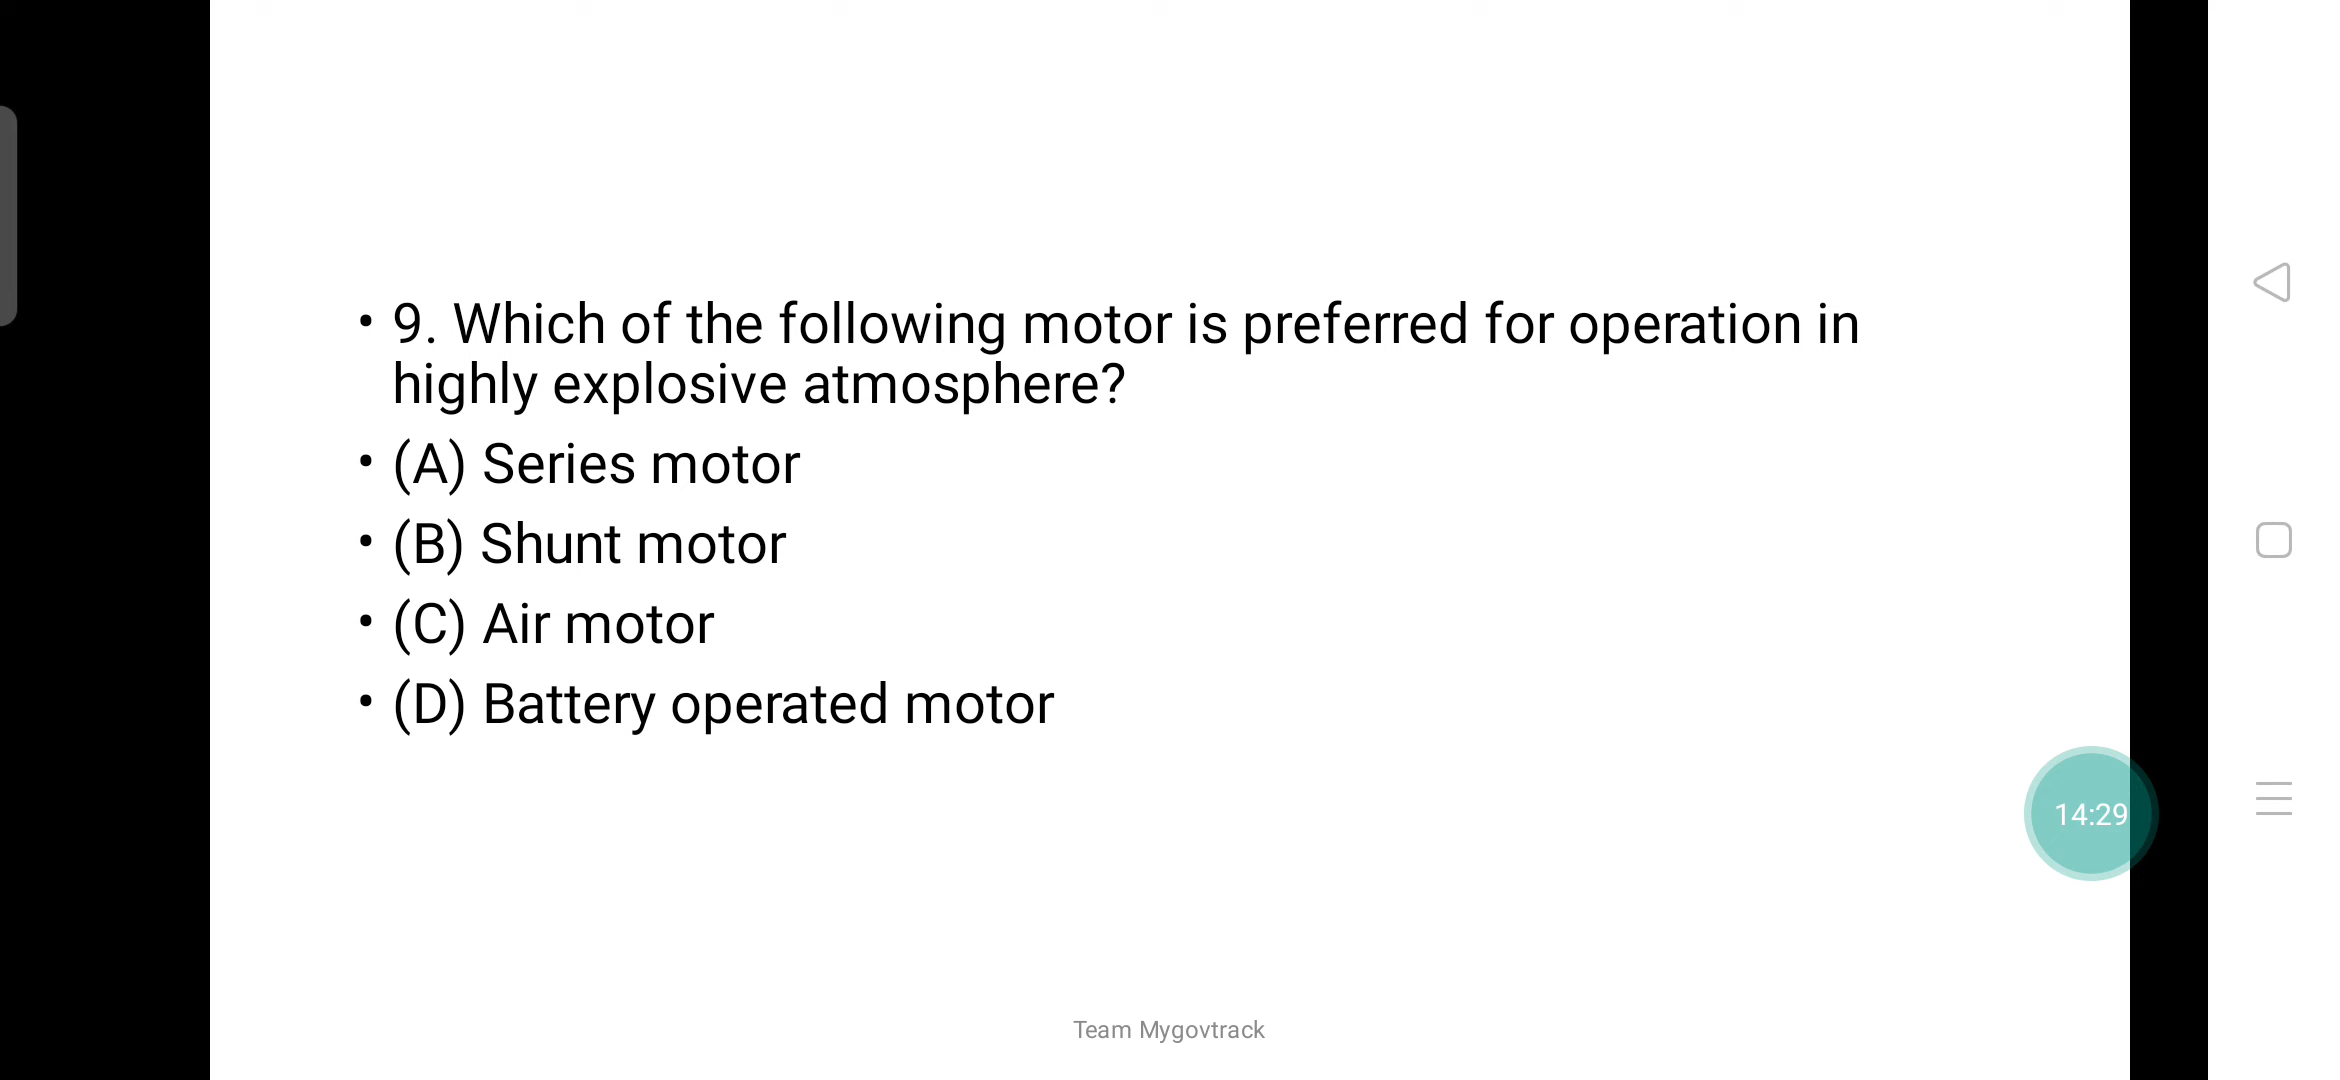 • 9. Which of the following motor is preferred for operation in
highly explosive atmosphere?
• (A) Series motor
• (B) Shunt motor
• (C) Air motor
• (D) Battery operated motor
14:29
Team Mygovtrack